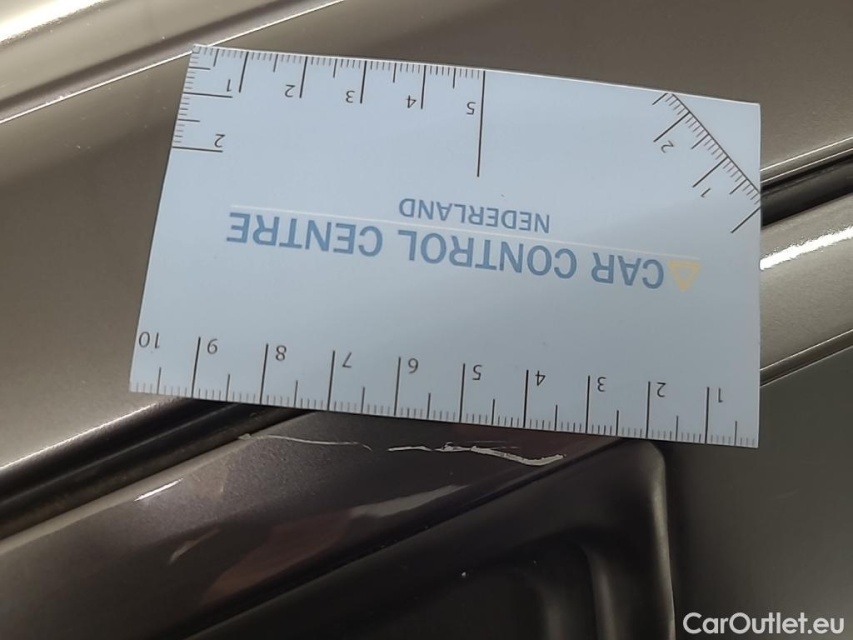 CAR CONTROL CENTRE
NEDERLAND
1 2 3 4 5 6 7 8 9 10
5 4 3 2 1
2
1 2
CarOutlet.eu